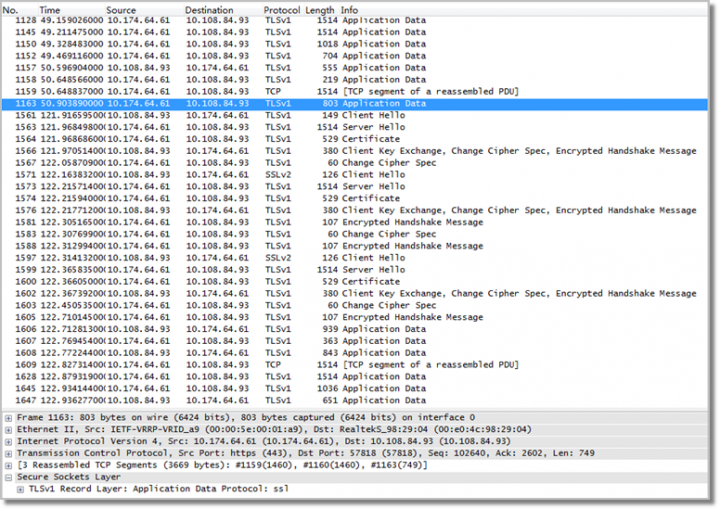 No. Time Source Destination Protocol Length Info
1128 49.159026000 10.174.64.61 10.108.84.93 TLSv1 1514 Application Data
1145 49.211475000 10.174.64.61 10.108.84.93 TLSv1 1514 Application Data
1150 49.328483000 10.174.64.61 10.108.84.93 TLSv1 1018 Application Data
1152 49.469116000 10.174.64.61 10.108.84.93 TLSv1 704 Application Data
1157 50.596904000 10.174.64.61 10.108.84.93 TLSv1 555 Application Data
1158 50.648566000 10.174.64.61 10.108.84.93 TLSv1 219 Application Data
1159 50.648837000 10.174.64.61 10.108.84.93 TCP 1514 [TCP segment of a reassembled PDU]
1163 50.903890000 10.174.64.61 10.108.84.93 TLSv1 803 Application Data
1561 121.91659500( 10.108.84.93 10.174.64.61 TLSv1 149 Client Hello
1563 121.96849800( 10.174.64.61 10.108.84.93 TLSv1 1514 Server Hello
1564 121.96868600( 10.174.64.61 10.108.84.93 TLSv1 529 Certificate
1566 121.97051400( 10.108.84.93 10.174.64.61 TLSv1 380 Client Key Exchange, Change Cipher Spec, Encrypted Handshake Message
1567 122.05870900( 10.174.64.61 10.108.84.93 TLSv1 60 Change Cipher Spec
1571 122.16383200( 10.108.84.93 10.174.64.61 SSLv2 126 Client Hello
1573 122.22157140( 10.174.64.61 10.108.84.93 TLSv1 1514 Server Hello
1574 122.22159400( 10.174.64.61 10.108.84.93 TLSv1 529 Certificate
1576 122.21771200( 10.108.84.93 10.174.64.61 TLSv1 380 Client Key Exchange, Change Cipher Spec, Encrypted Handshake Message
1581 122.30516500( 10.174.64.61 10.108.84.93 TLSv1 107 Encrypted Handshake Message
1583 122.30769900( 10.108.84.93 10.174.64.61 TLSv1 60 Change Cipher Spec
1588 122.31299400( 10.108.84.93 10.174.64.61 TLSv1 107 Encrypted Handshake Message
1597 122.31413200( 10.108.84.93 10.174.64.61 SSLv2 126 Client Hello
1599 122.36583500( 10.174.64.61 10.108.84.93 TLSv1 1514 Server Hello
1600 122.36605000( 10.174.64.61 10.108.84.93 TLSv1 529 Certificate
1602 122.36739200( 10.108.84.93 10.174.64.61 TLSv1 380 Client Key Exchange, Change Cipher Spec, Encrypted Handshake Message
1603 122.45053500( 10.174.64.61 10.108.84.93 TLSv1 60 Change Cipher Spec
1605 122.71014500( 10.174.64.61 10.108.84.93 TLSv1 107 Encrypted Handshake Message
1606 122.71281300( 10.108.84.93 10.174.64.61 TLSv1 939 Application Data
1607 122.76945400( 10.174.64.61 10.108.84.93 TLSv1 363 Application Data
1608 122.77224400( 10.108.84.93 10.174.64.61 TLSv1 843 Application Data
1609 122.82731400( 10.174.64.61 10.108.84.93 TCP 1514 [TCP segment of a reassembled PDU]
1628 122.87931900( 10.174.64.61 10.108.84.93 TLSv1 1514 Application Data
1645 122.93414400( 10.174.64.61 10.108.84.93 TLSv1 1036 Application Data
1647 122.93627700( 10.108.84.93 10.174.64.61 TLSv1 651 Application Data
Frame 1163: 803 bytes on wire (6424 bits), 803 bytes captured (6424 bits) on interface 0
Ethernet II, Src: IETF-VRRP-VRID_a9 (00:00:5e:00:01:a9), Dst: RealtekS_98:29:04 (00:e0:4c:98:29:04)
Internet Protocol Version 4, Src: 10.174.64.61 (10.174.64.61), Dst: 10.108.84.93 (10.108.84.93)
Transmission Control Protocol, Src Port: https (443), Dst Port: 57818 (57818), Seq: 102640, Ack: 2602, Len: 749
[3 Reassembled TCP Segments (3669 bytes): #1159(1460), #1160(1460), #1163(749)]
Secure Sockets Layer
TLSv1 Record Layer: Application Data Protocol: ssl